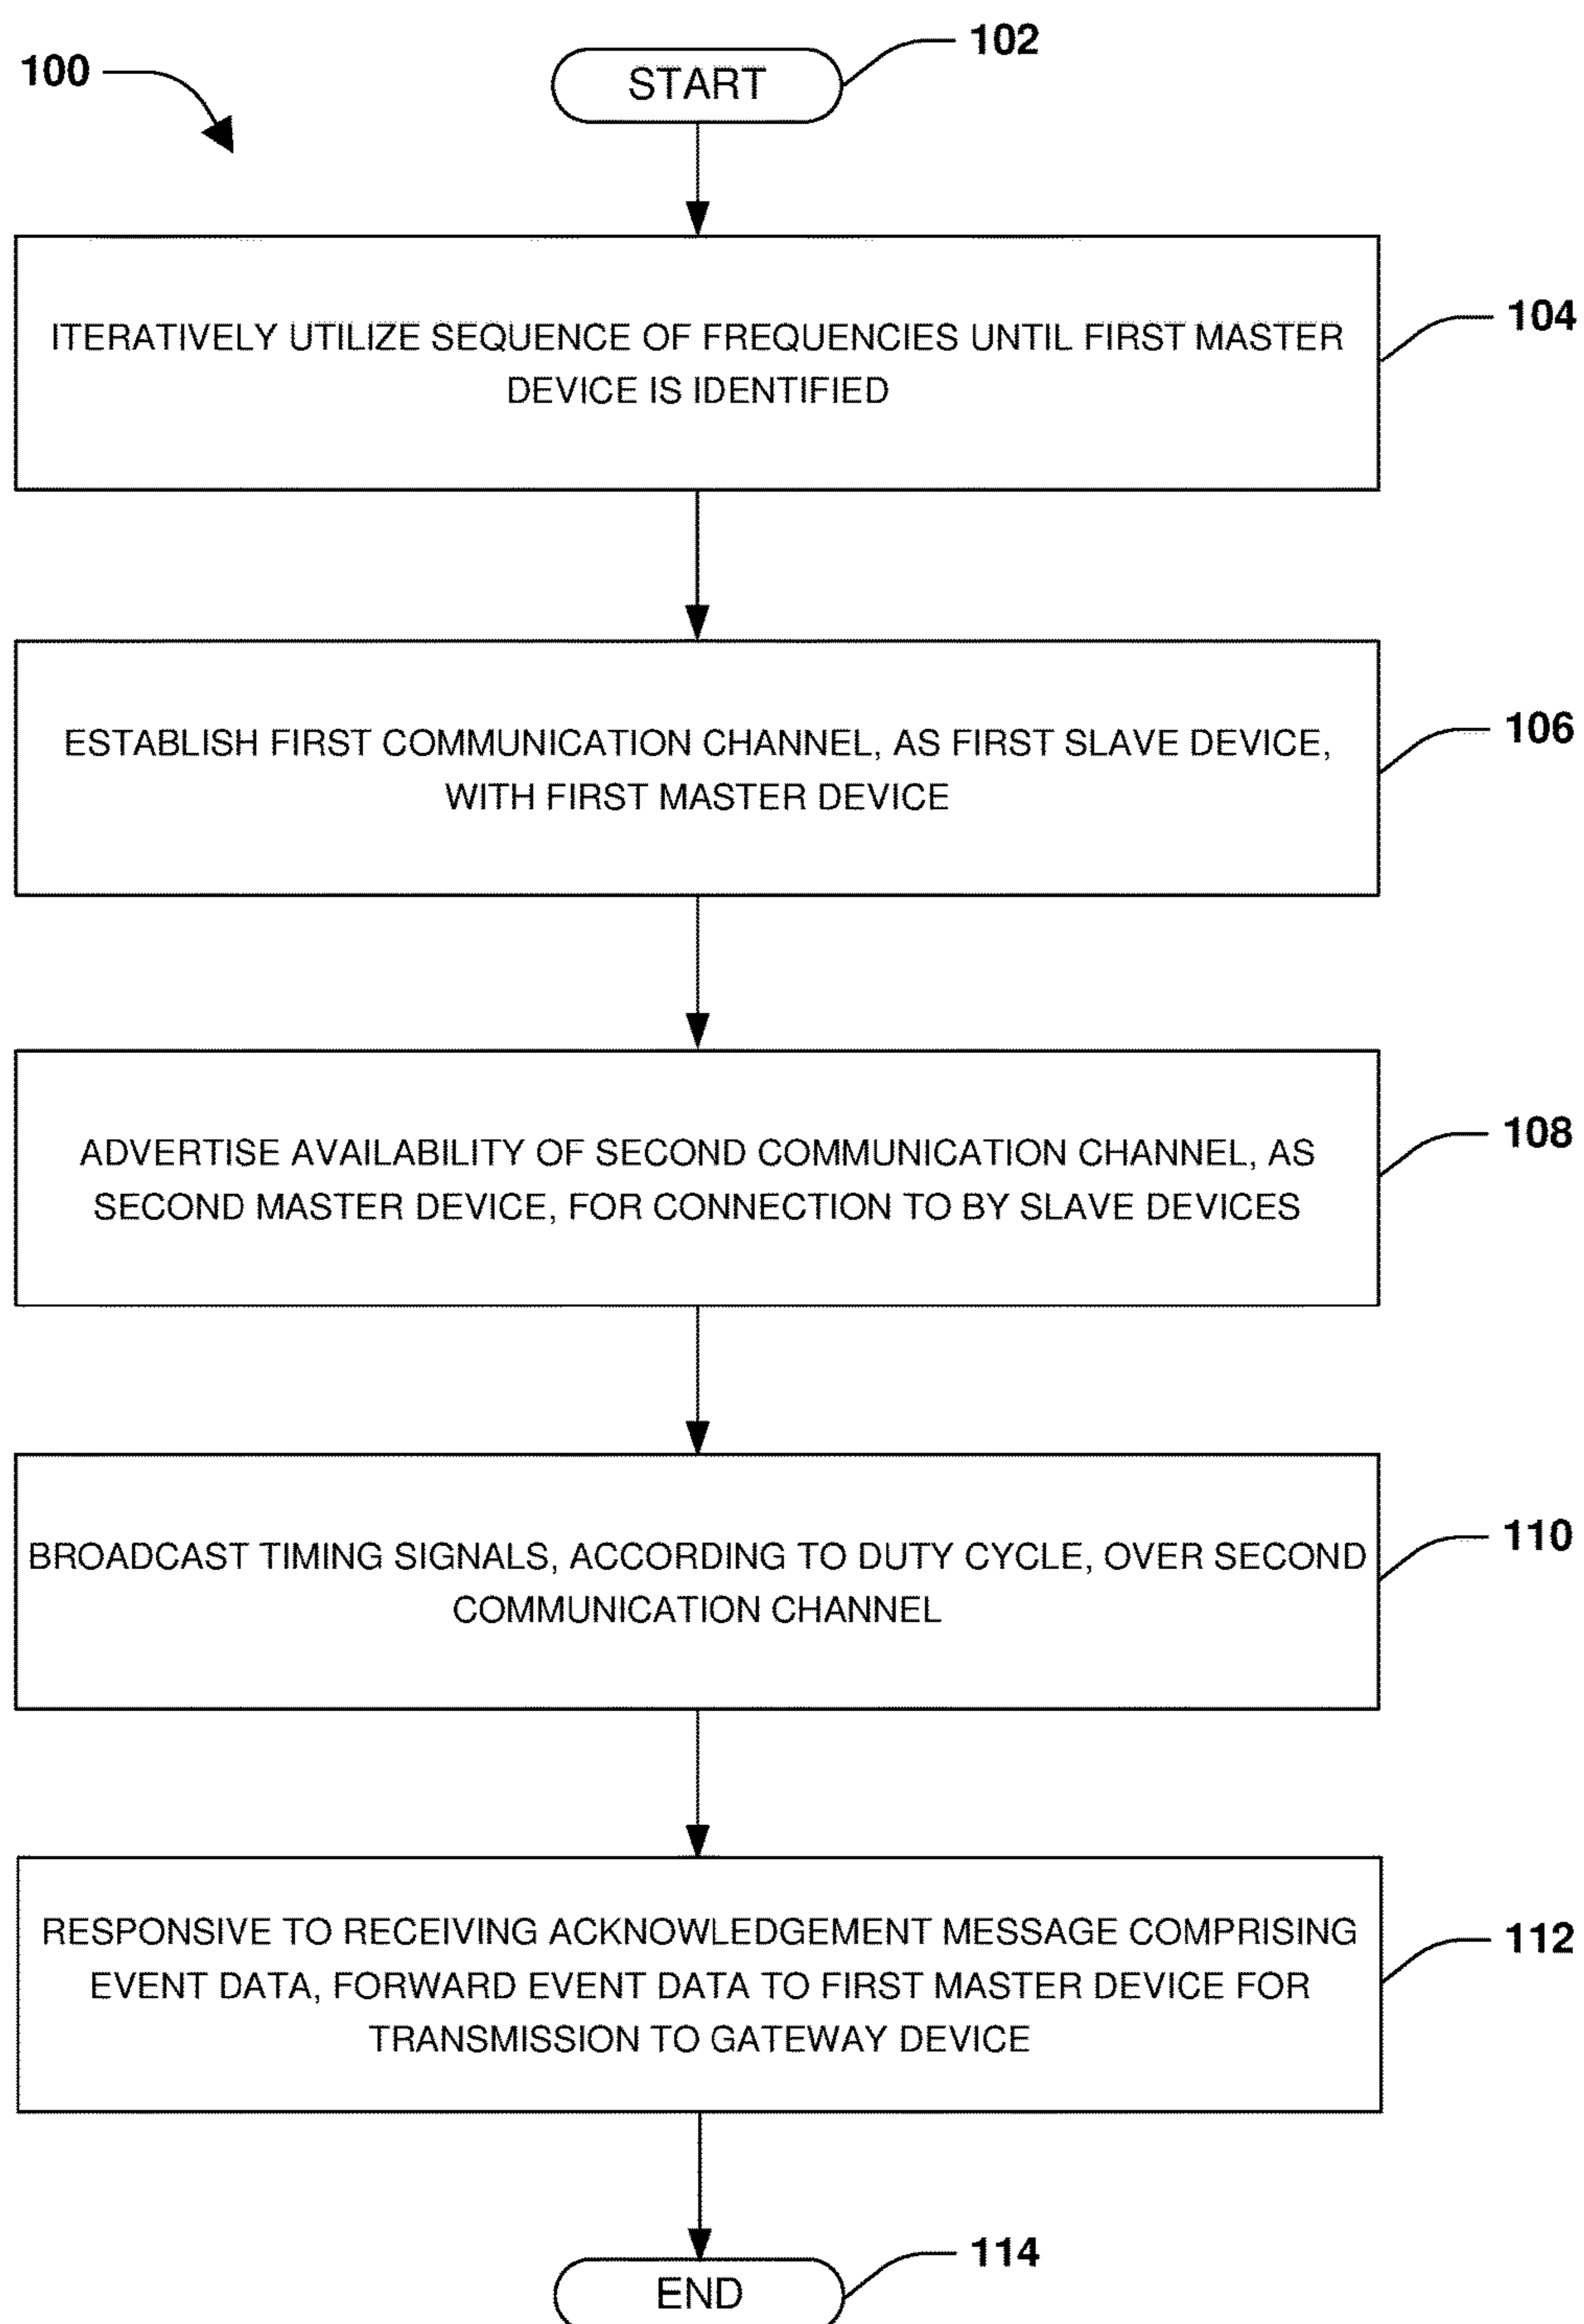 100
START
102
ITERATIVELY UTILIZE SEQUENCE OF FREQUENCIES UNTIL FIRST MASTER
DEVICE IS IDENTIFIED
104
ESTABLISH FIRST COMMUNICATION CHANNEL, AS FIRST SLAVE DEVICE,
WITH FIRST MASTER DEVICE
106
ADVERTISE AVAILABILITY OF SECOND COMMUNICATION CHANNEL, AS
SECOND MASTER DEVICE, FOR CONNECTION TO BY SLAVE DEVICES
108
BROADCAST TIMING SIGNALS, ACCORDING TO DUTY CYCLE, OVER SECOND
COMMUNICATION CHANNEL
110
RESPONSIVE TO RECEIVING ACKNOWLEDGEMENT MESSAGE COMPRISING
EVENT DATA, FORWARD EVENT DATA TO FIRST MASTER DEVICE FOR
TRANSMISSION TO GATEWAY DEVICE
112
END
114